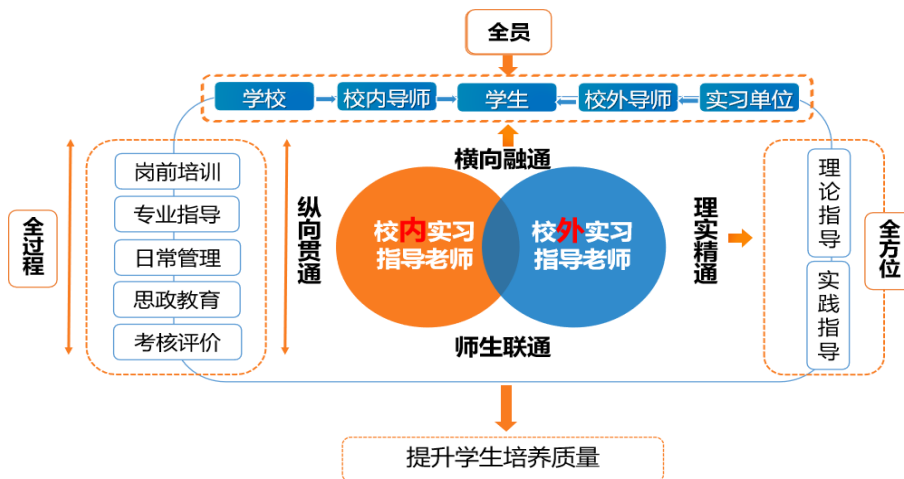 全员
学校
校内导师
学生
校外导师
实习单位
横向融通
全过程
岗前培训
专业指导
日常管理
思政教育
考核评价
纵向贯通
校内实习
指导老师
校外实习
指导老师
师生联通
理实精通
理论指导
实践指导
全方位
提升学生培养质量